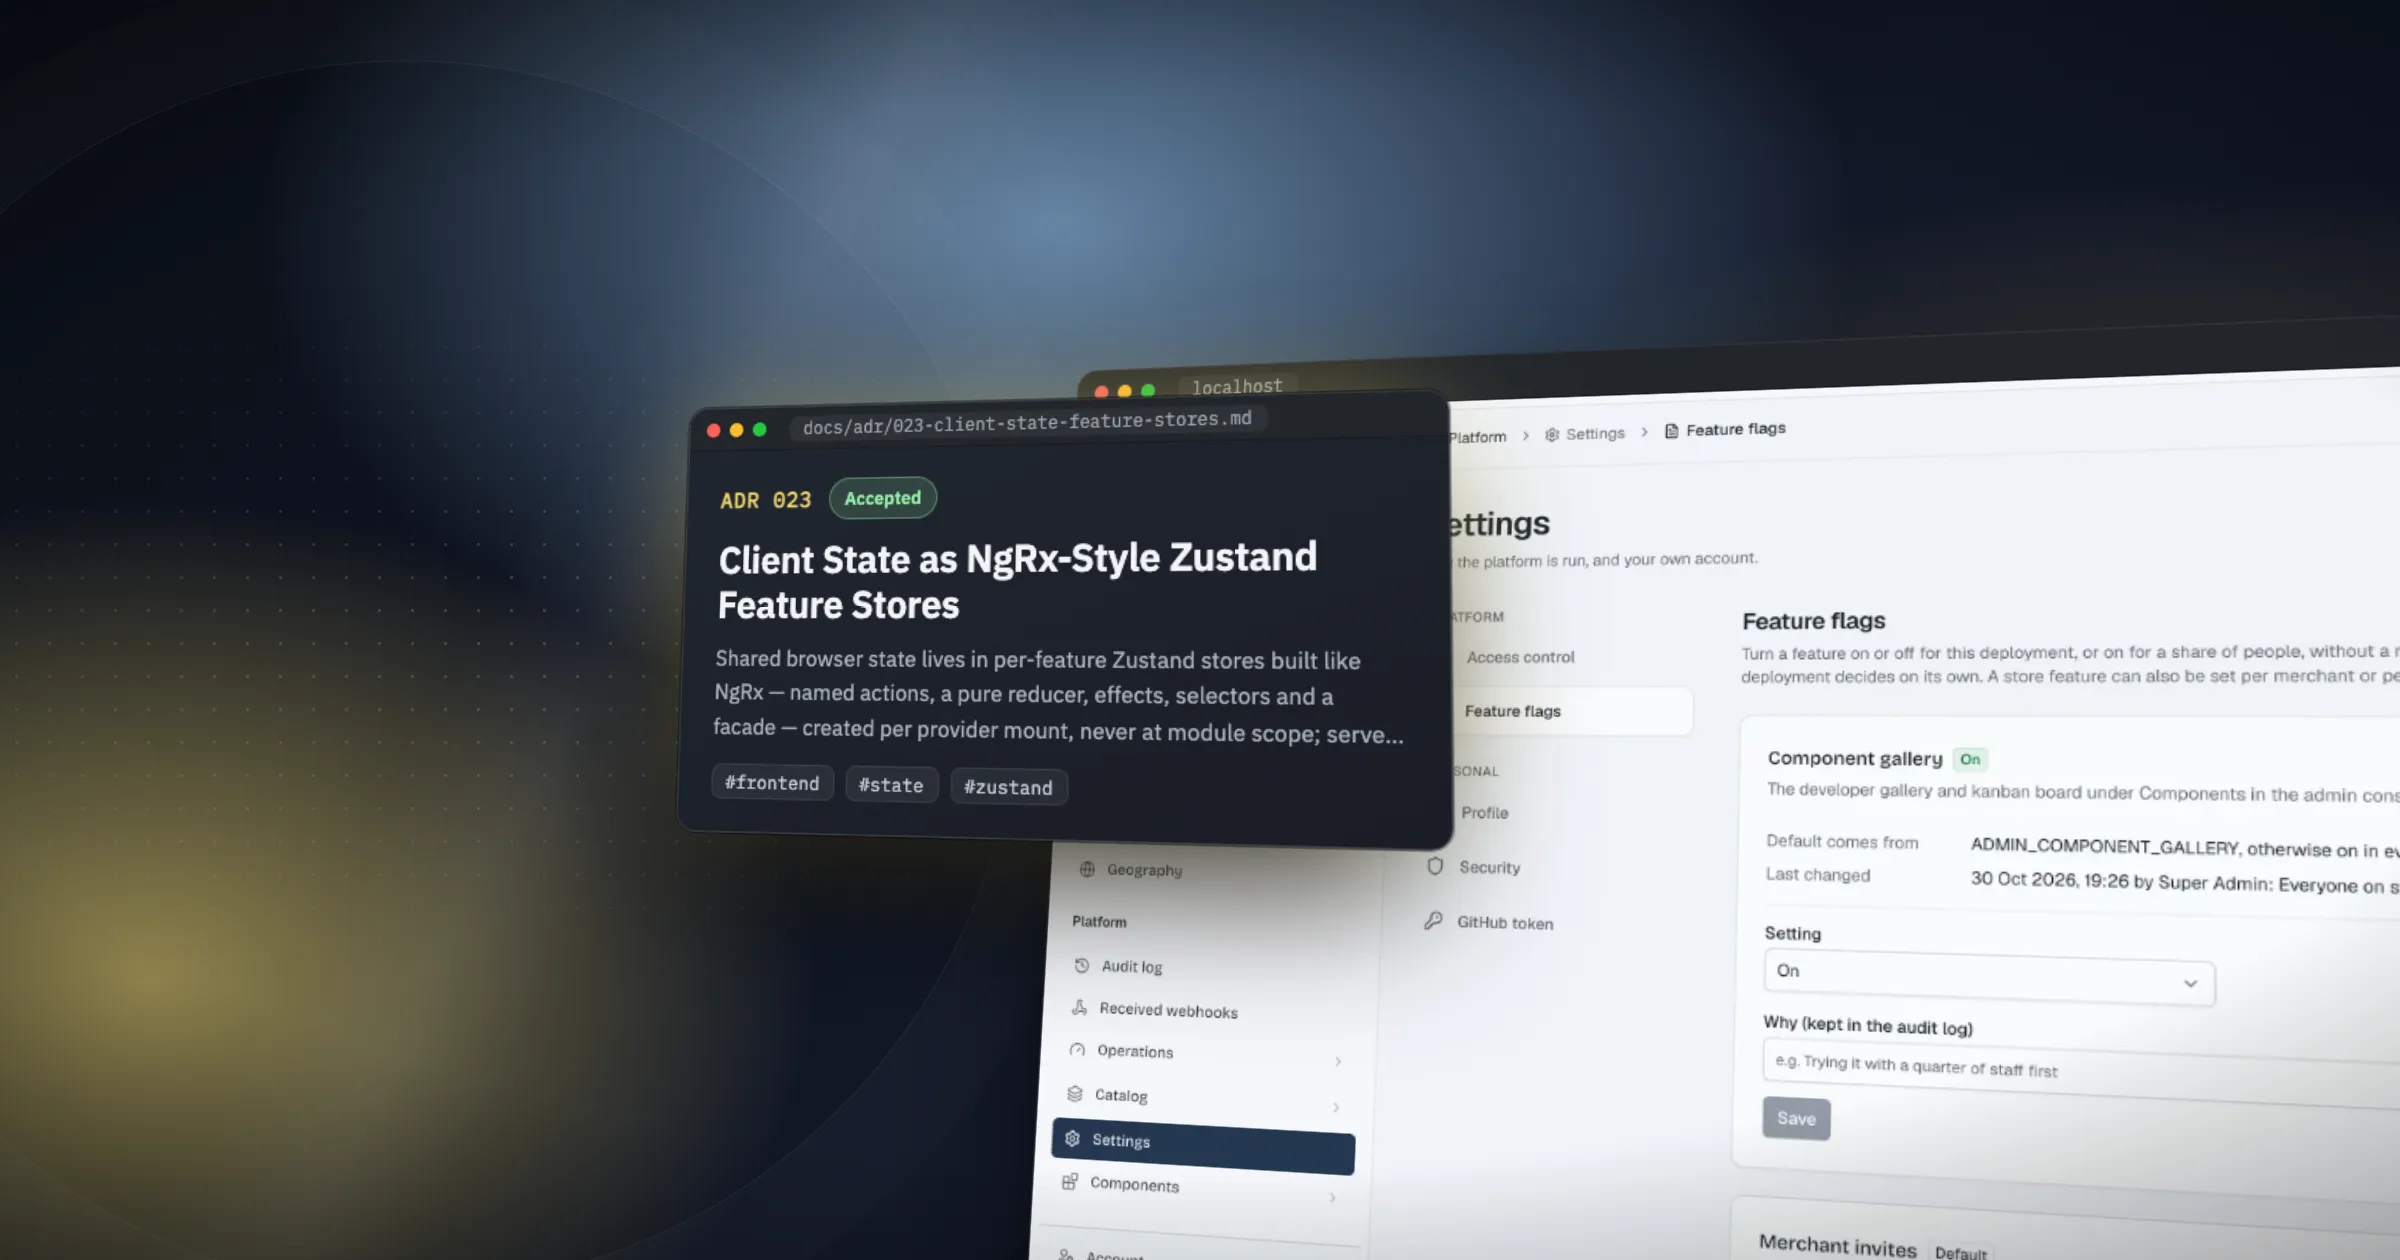 localhost
docs/adr/023-client-state-feature-stores.md
ADR 023
Accepted
Client State as NgRx-Style Zustand
Feature Stores
Shared browser state lives in per-feature Zustand stores built like
NgRx — named actions, a pure reducer, effects, selectors and a
facade — created per provider mount, never at module scope; serve...
#frontend
#state
#zustand
Platform > Settings > Feature flags
ettings
the platform is run, and your own account.
ATFORM
Access control
Feature flags
SONAL
Profile
Security
GitHub token
Geography
Platform
Audit log
Received webhooks
Operations
Catalog
Settings
Components
Feature flags
Turn a feature on or off for this deployment, or on for a share of people, without a
deployment decides on its own. A store feature can also be set per merchant or pe
Component gallery
On
The developer gallery and kanban board under Components in the admin cons
Default comes from
ADMIN_COMPONENT_GALLERY, otherwise on in ev
Last changed
30 Oct 2026, 19:26 by Super Admin: Everyone on s
Setting
On
Why (kept in the audit log)
e.g. Trying it with a quarter of staff first
Save
Merchant invites
Default